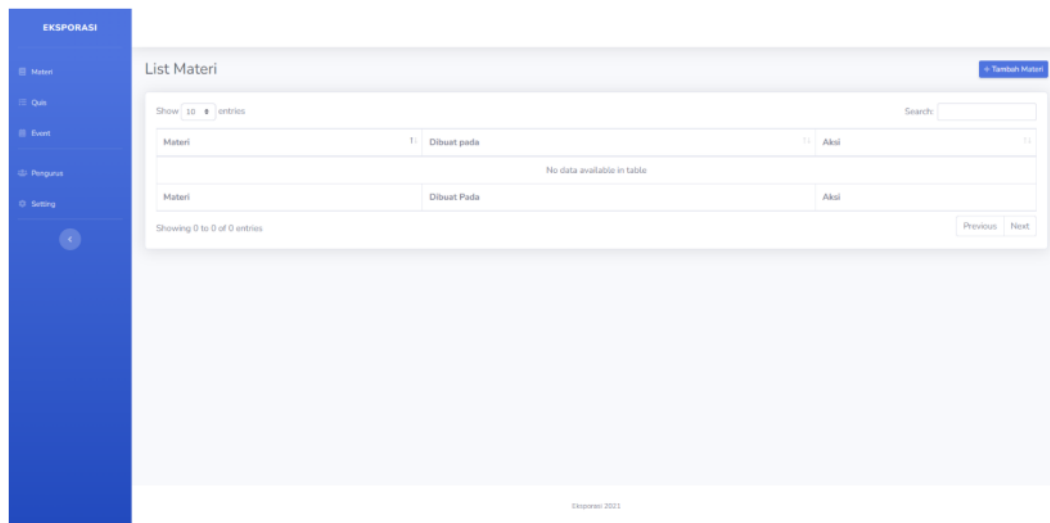 EKSPORASI
Materi
Quis
Event
Pengurus
Setting
List Materi
+ Tambah Materi
Show 10 entries
Search:
Materi Dibuat pada Aksi
No data available in table
Materi Dibuat Pada Aksi
Showing 0 to 0 of 0 entries
Previous Next
Eksporasi 2021